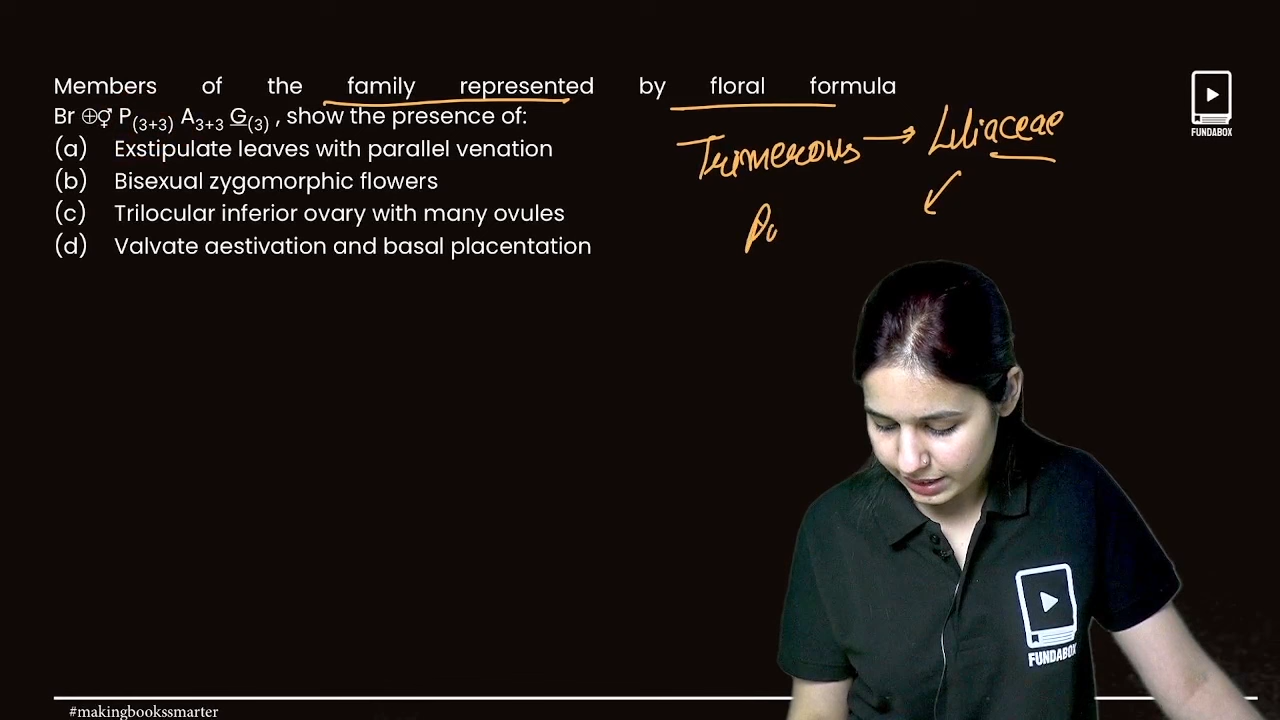 Members of the family represented by floral formula
Br ⊕⚥ P(3+3) A3+3 G(3) , show the presence of:
(a) Exstipulate leaves with parallel venation
(b) Bisexual zygomorphic flowers
(c) Trilocular inferior ovary with many ovules
(d) Valvate aestivation and basal placentation
Trimerous → Liliaceae
FUNDABOX
FUNDABOX
#makingbookssmarter